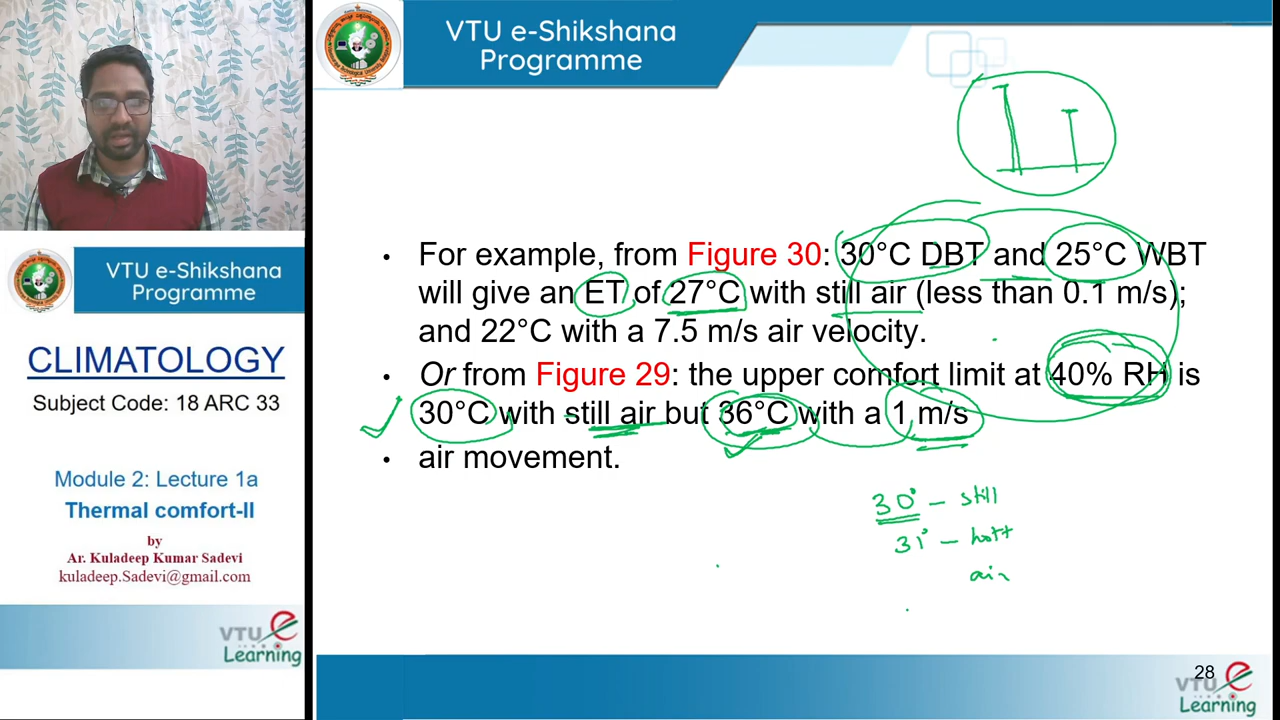 VTU e-Shikshana
Programme
VTU e-Shikshana
Programme
CLIMATOLOGY
Subject Code: 18 ARC 33
Module 2: Lecture 1a
Thermal comfort-II
by
Ar. Kuladeep Kumar Sadevi
kuladeep.Sadevi@gmail.com
VTU e
Learning
• For example, from Figure 30: 30°C DBT and 25°C WBT
will give an ET of 27°C with still air (less than 0.1 m/s);
and 22°C with a 7.5 m/s air velocity.
• Or from Figure 29: the upper comfort limit at 40% RH is
30°C with still air but 36°C with a 1 m/s
• air movement.
30° – still
31° – hott
air
28
VTU e
Learning